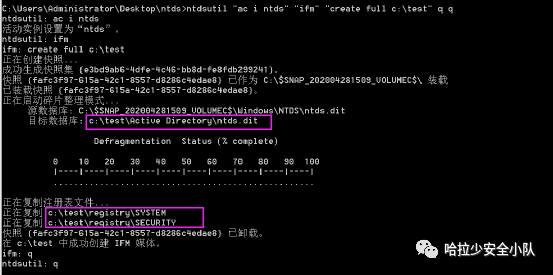 C:\Users\Administrator\Desktop\ntds>ntdsutil "ac i ntds" "ifm" "create full c:\test" q q
ntdsutil: ac i ntds
活动实例设置为“ntds”。
ntdsutil: ifm
ifm: create full c:\test
正在创建快照...
成功生成快照集 {e3bd9ab6-4dfe-4c46-bb8d-fe8fdb299241}。
快照 {fafc3f97-615a-42c1-8557-d8286c4edae8} 已作为 C:\$SNAP_202004281509_VOLUMEC$\ 装载
已装载快照 {fafc3f97-615a-42c1-8557-d8286c4edae8}。
正在启动碎片整理模式...
源数据库: C:\$SNAP_202004281509_VOLUMEC$\Windows\NTDS\ntds.dit
目标数据库: c:\test\Active Directory\ntds.dit
Defragmentation Status (% complete)
0 10 20 30 40 50 60 70 80 90 100
|----|----|----|----|----|----|----|----|----|----|
...................................................
正在复制注册表文件...
正在复制 c:\test\registry\SYSTEM
正在复制 c:\test\registry\SECURITY
快照 {fafc3f97-615a-42c1-8557-d8286c4edae8} 已卸载。
在 c:\test 中成功创建 IFM 媒体。
ifm: q
ntdsutil: q
哈拉少安全小队